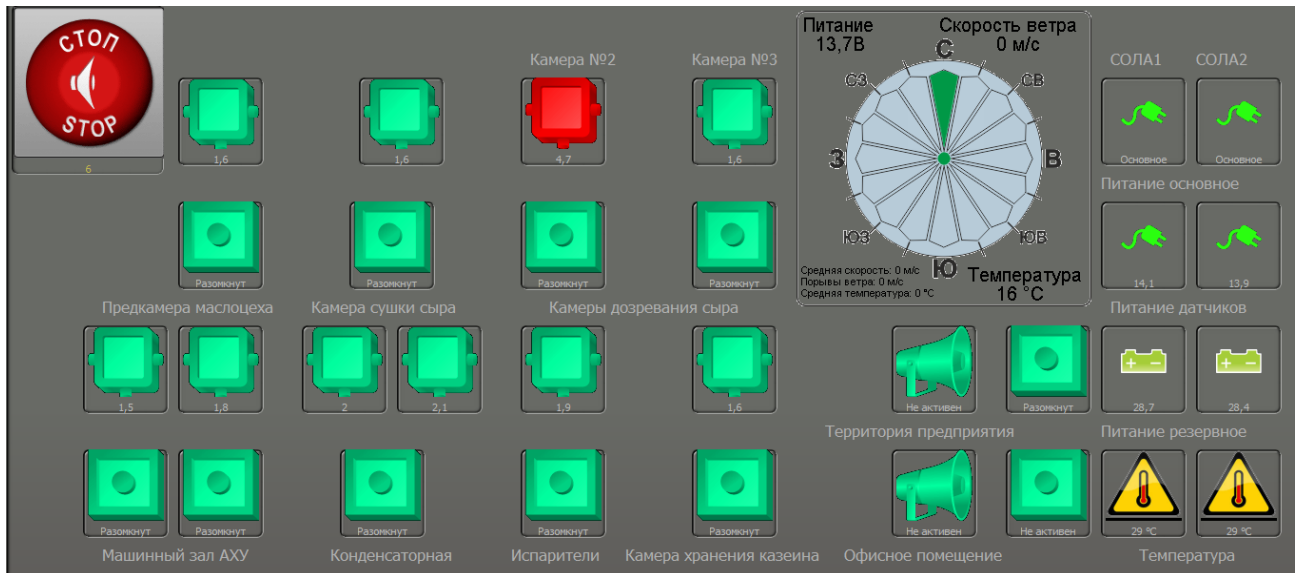 СТОП
STOP
6
Камера №2 Камера №3
1,6 1,6 4,7 1,6
Питание Скорость ветра
13,7В 0 м/с
С
СЗ СВ
З В
ЮЗ ЮВ
Ю
Средняя скорость: 0 м/с
Порывы ветра: 0 м/с
Средняя температура: 0 °C
Температура
16 °C
СОЛА1 СОЛА2
Основное Основное
Питание основное
Разомкнут Разомкнут Разомкнут Разомкнут
14,1 13,9
Предкамера маслоцеха Камера сушки сыра Камеры дозревания сыра Питание датчиков
1,5 1,8 2 2,1 1,9 1,6 Не активен Разомкнут + − 28,7 + − 28,4
Территория предприятия Питание резервное
Разомкнут Разомкнут Разомкнут Разомкнут Разомкнут Не активен Не активен 29 °C 29 °C
Машинный зал АХУ Конденсаторная Испарители Камера хранения казеина Офисное помещение Температура